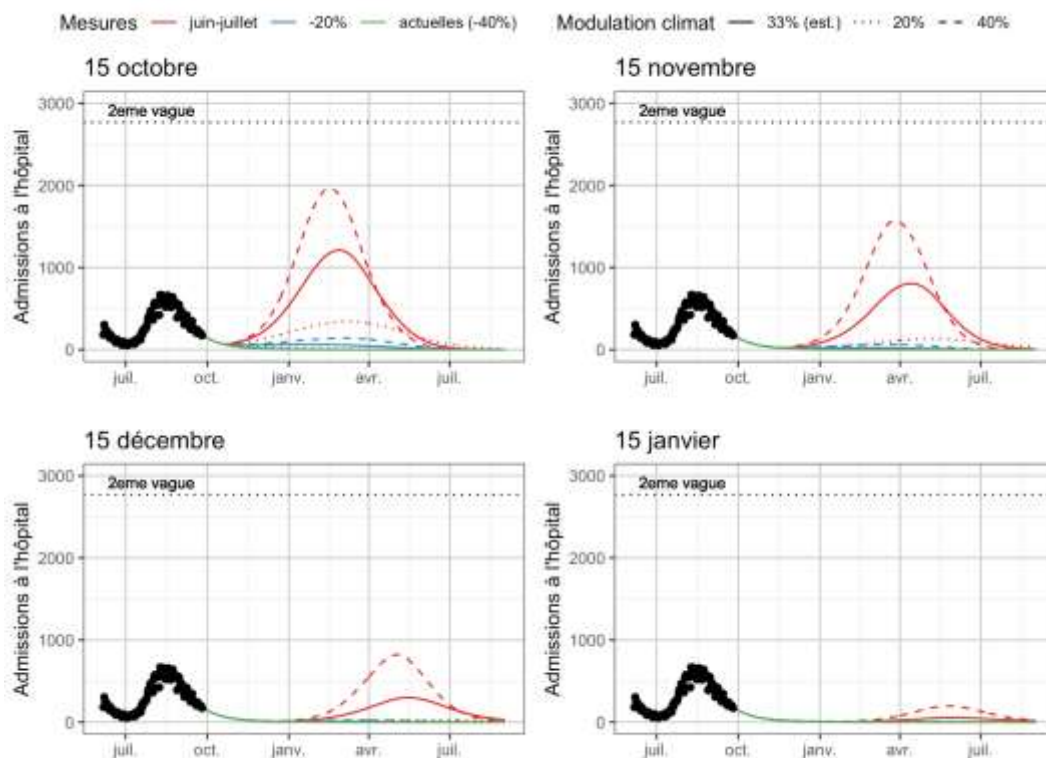 Mesures juin-juillet -20% actuelles (-40%) Modulation climat 33% (est.) 20% 40%
15 octobre
15 novembre
3000
2eme vague
2000
1000
0
Admissions à l'hôpital
juil. oct. janv. avr. juil.
3000
2eme vague
2000
1000
0
Admissions à l'hôpital
juil. oct. janv. avr. juil.
15 décembre
15 janvier
3000
2eme vague
2000
1000
0
Admissions à l'hôpital
juil. oct. janv. avr. juil.
3000
2eme vague
2000
1000
0
Admissions à l'hôpital
juil. oct. janv. avr. juil.